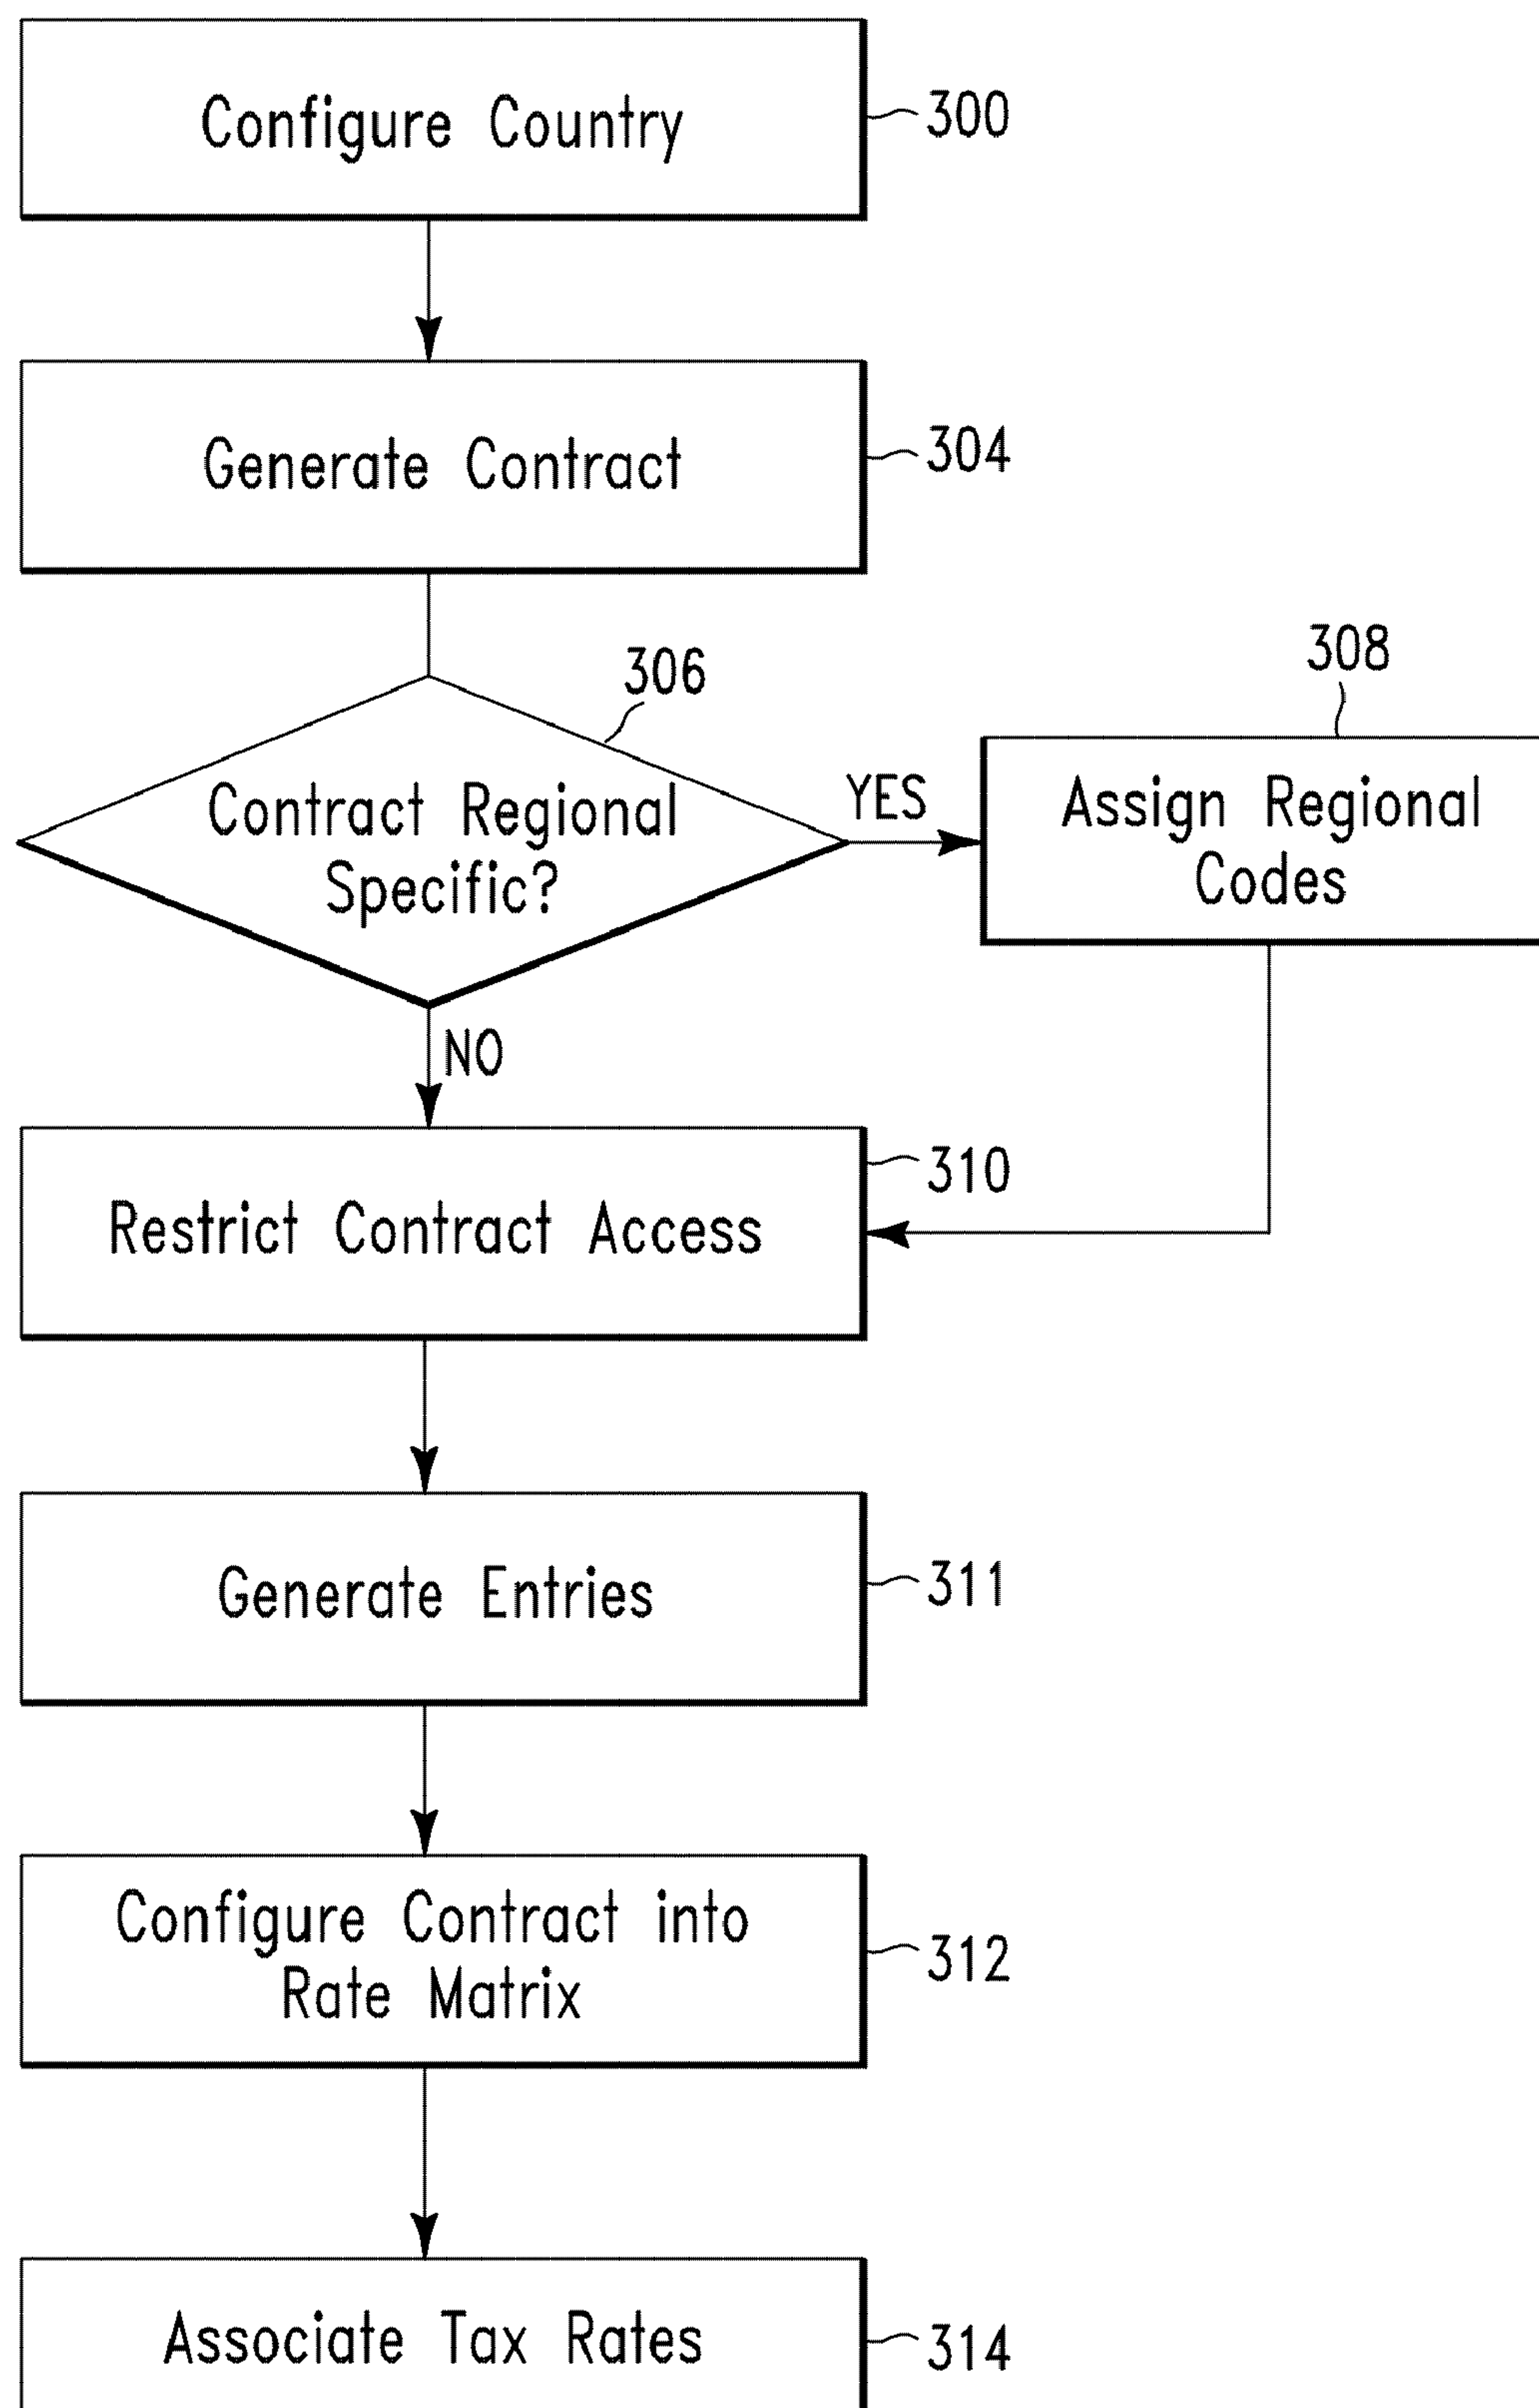 Configure Country
300
Generate Contract
304
306
308
Contract Regional
Specific?
YES
Assign Regional
Codes
NO
310
Restrict Contract Access
Generate Entries
311
Configure Contract into
Rate Matrix
312
Associate Tax Rates
314